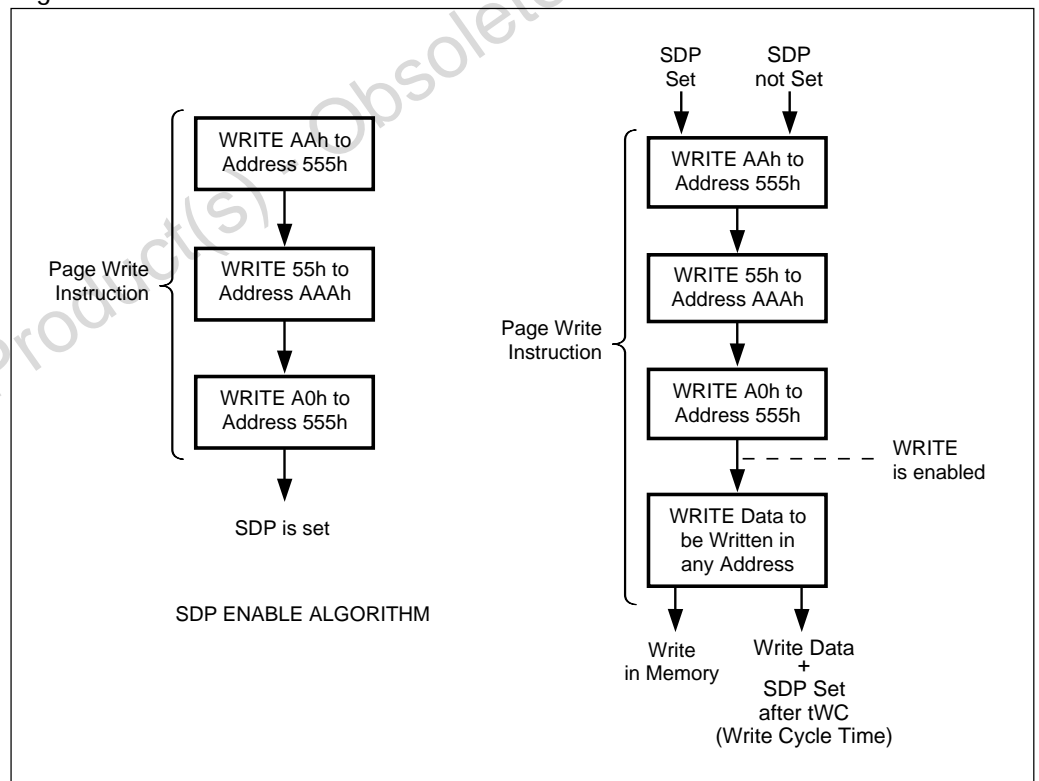 Product(s) - Obsolete
WRITE AAh to
Address 555h
WRITE 55h to
Address AAAh
WRITE A0h to
Address 555h
Page Write
Instruction
SDP is set
SDP ENABLE ALGORITHM
SDP
Set
SDP
not Set
WRITE AAh to
Address 555h
WRITE 55h to
Address AAAh
WRITE A0h to
Address 555h
Page Write
Instruction
WRITE
is enabled
WRITE Data to
be Written in
any Address
Write
in Memory
Write Data
+
SDP Set
after tWC
(Write Cycle Time)